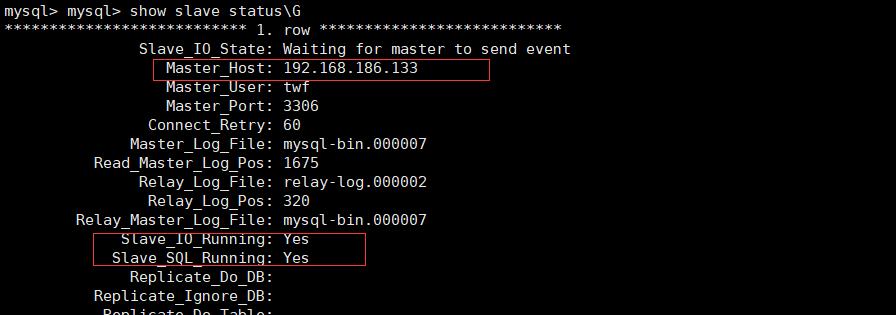 mysql> mysql> show slave status\G
*************************** 1. row ***************************
Slave_IO_State: Waiting for master to send event
Master_Host: 192.168.186.133
Master_User: twf
Master_Port: 3306
Connect_Retry: 60
Master_Log_File: mysql-bin.000007
Read_Master_Log_Pos: 1675
Relay_Log_File: relay-log.000002
Relay_Log_Pos: 320
Relay_Master_Log_File: mysql-bin.000007
Slave_IO_Running: Yes
Slave_SQL_Running: Yes
Replicate_Do_DB:
Replicate_Ignore_DB:
Replicate_Do_Table: